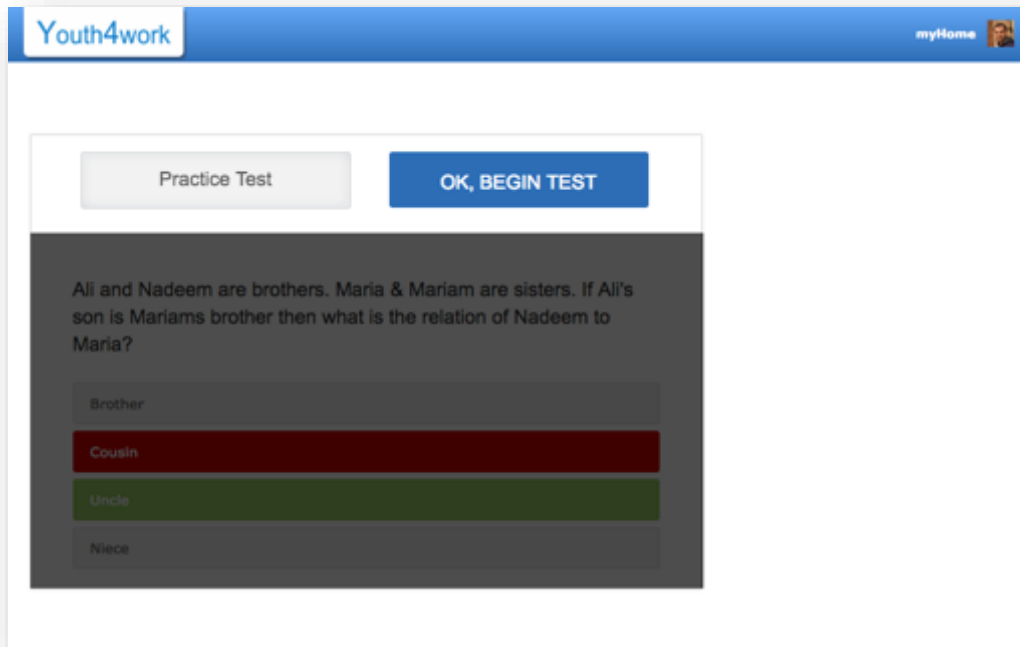 Youth4work
myHome
Practice Test
OK, BEGIN TEST
Ali and Nadeem are brothers. Maria & Mariam are sisters. If Ali's
son is Mariams brother then what is the relation of Nadeem to
Maria?
Brother
Cousin
Uncle
Niece